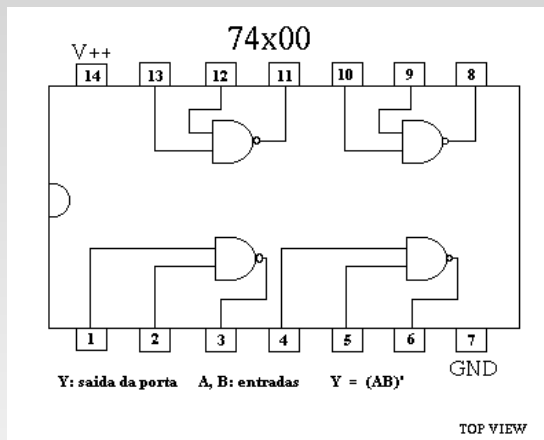 74x00
V++
14 13 12 11 10 9 8
1 2 3 4 5 6 7
GND
Y: saida da porta A, B: entradas Y = (AB)'
TOP VIEW